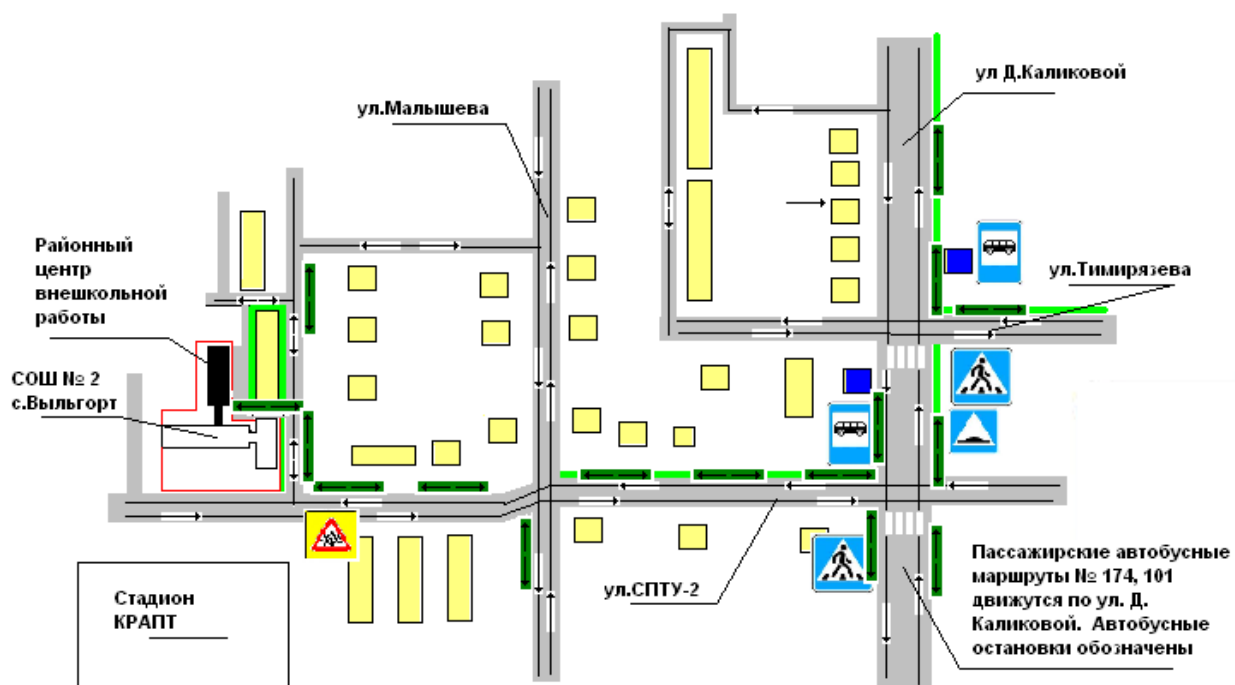 ул Д.Каликовой
ул.Малышева
Районный
центр
внешкольной
работы
ул.Тимирязева
СОШ № 2
с.Выльгорт
Пассажирские автобусные
маршруты № 174, 101
движутся по ул. Д.
Каликовой.  Автобусные
остановки обозначены
ул.СПТУ-2
Стадион
КРАПТ